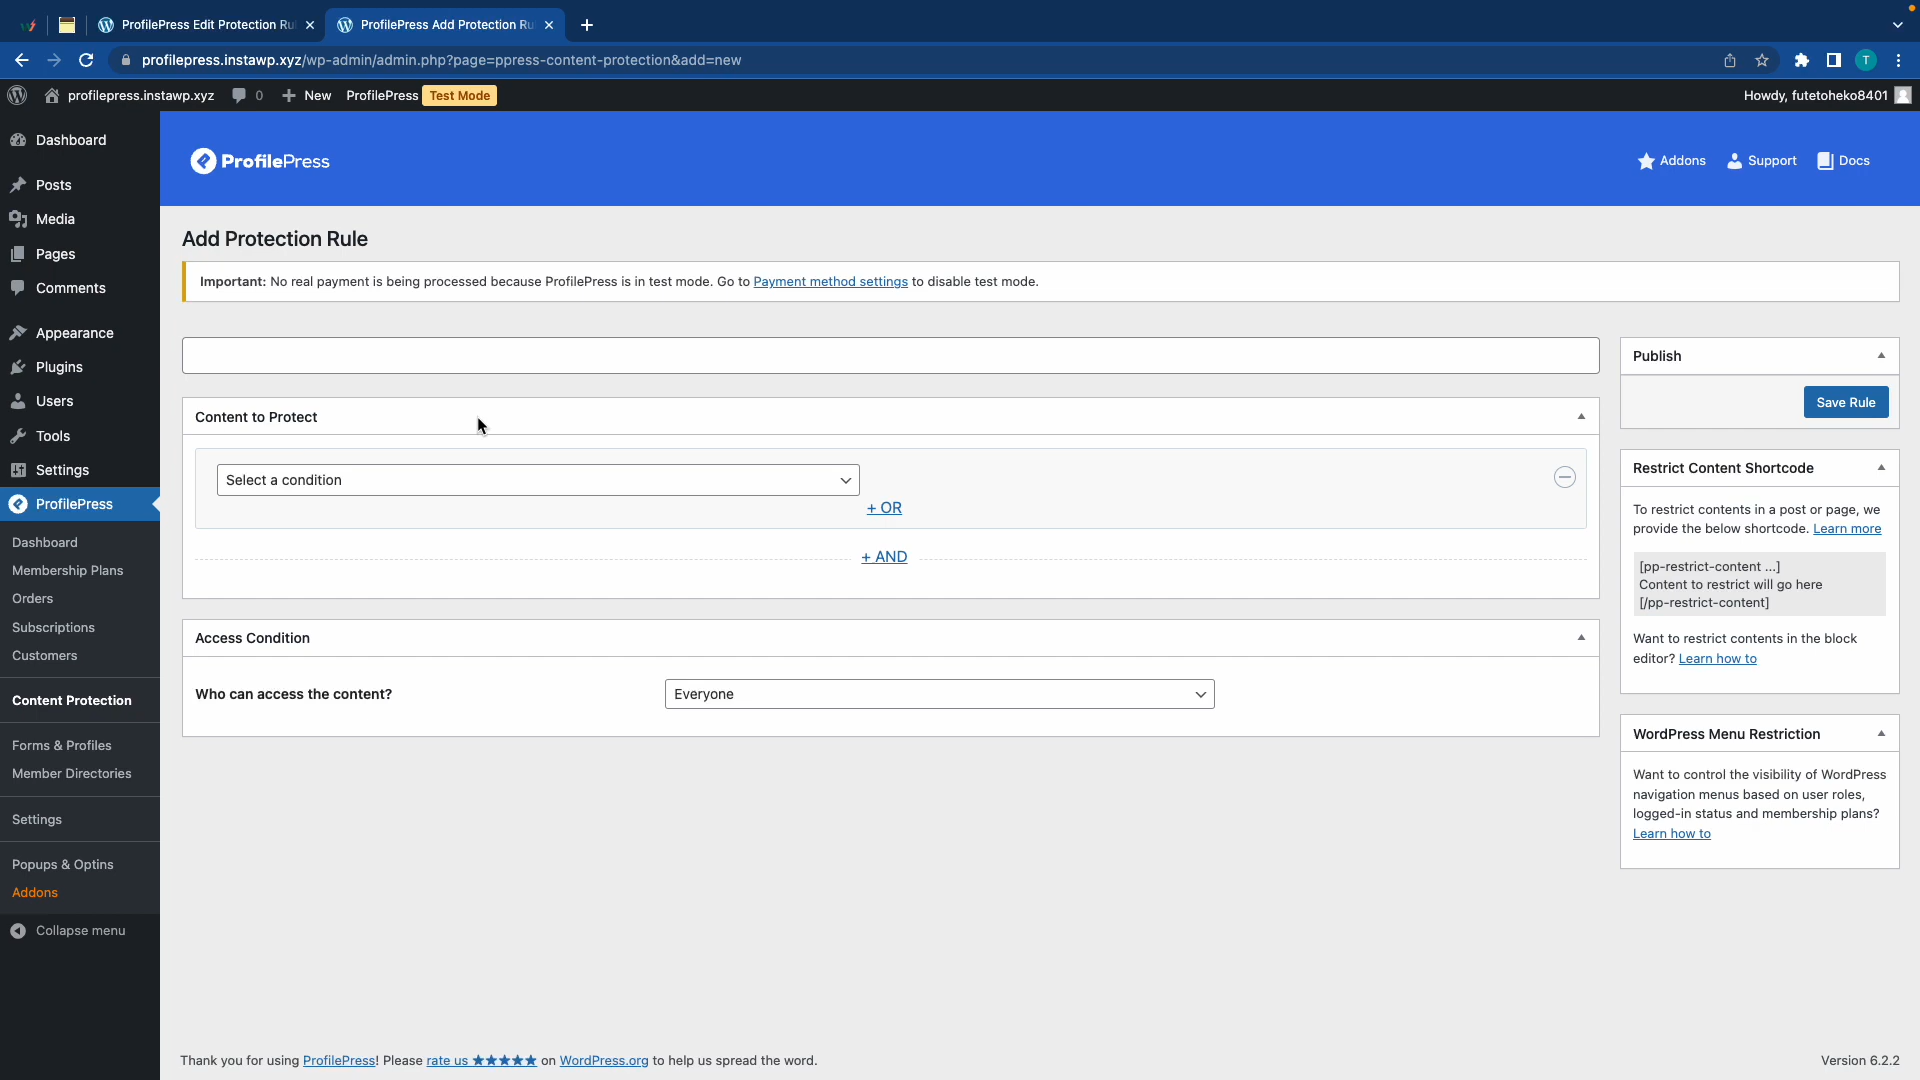 ProfilePress Edit Protection Ru
ProfilePress Add Protection Ru
profilepress.instawp.xyz/wp-admin/admin.php?page=ppress-content-protection&add=new
T
profilepress.instawp.xyz
0
New
ProfilePress
Test Mode
Howdy, futetoheko8401
Dashboard
Posts
Media
Pages
Comments
Appearance
Plugins
Users
Tools
Settings
ProfilePress
Dashboard
Membership Plans
Orders
Subscriptions
Customers
Content Protection
Forms & Profiles
Member Directories
Settings
Popups & Optins
Addons
Collapse menu
ProfilePress
Addons
Support
Docs
Add Protection Rule
Important: No real payment is being processed because ProfilePress is in test mode. Go to Payment method settings to disable test mode.
Content to Protect
Select a condition
+ OR
+ AND
Access Condition
Who can access the content?
Everyone
Publish
Save Rule
Restrict Content Shortcode
To restrict contents in a post or page, we
provide the below shortcode. Learn more
[pp-restrict-content ...]
Content to restrict will go here
[/pp-restrict-content]
Want to restrict contents in the block
editor? Learn how to
WordPress Menu Restriction
Want to control the visibility of WordPress
navigation menus based on user roles,
logged-in status and membership plans?
Learn how to
Thank you for using ProfilePress! Please rate us ★★★★★ on WordPress.org to help us spread the word.
Version 6.2.2